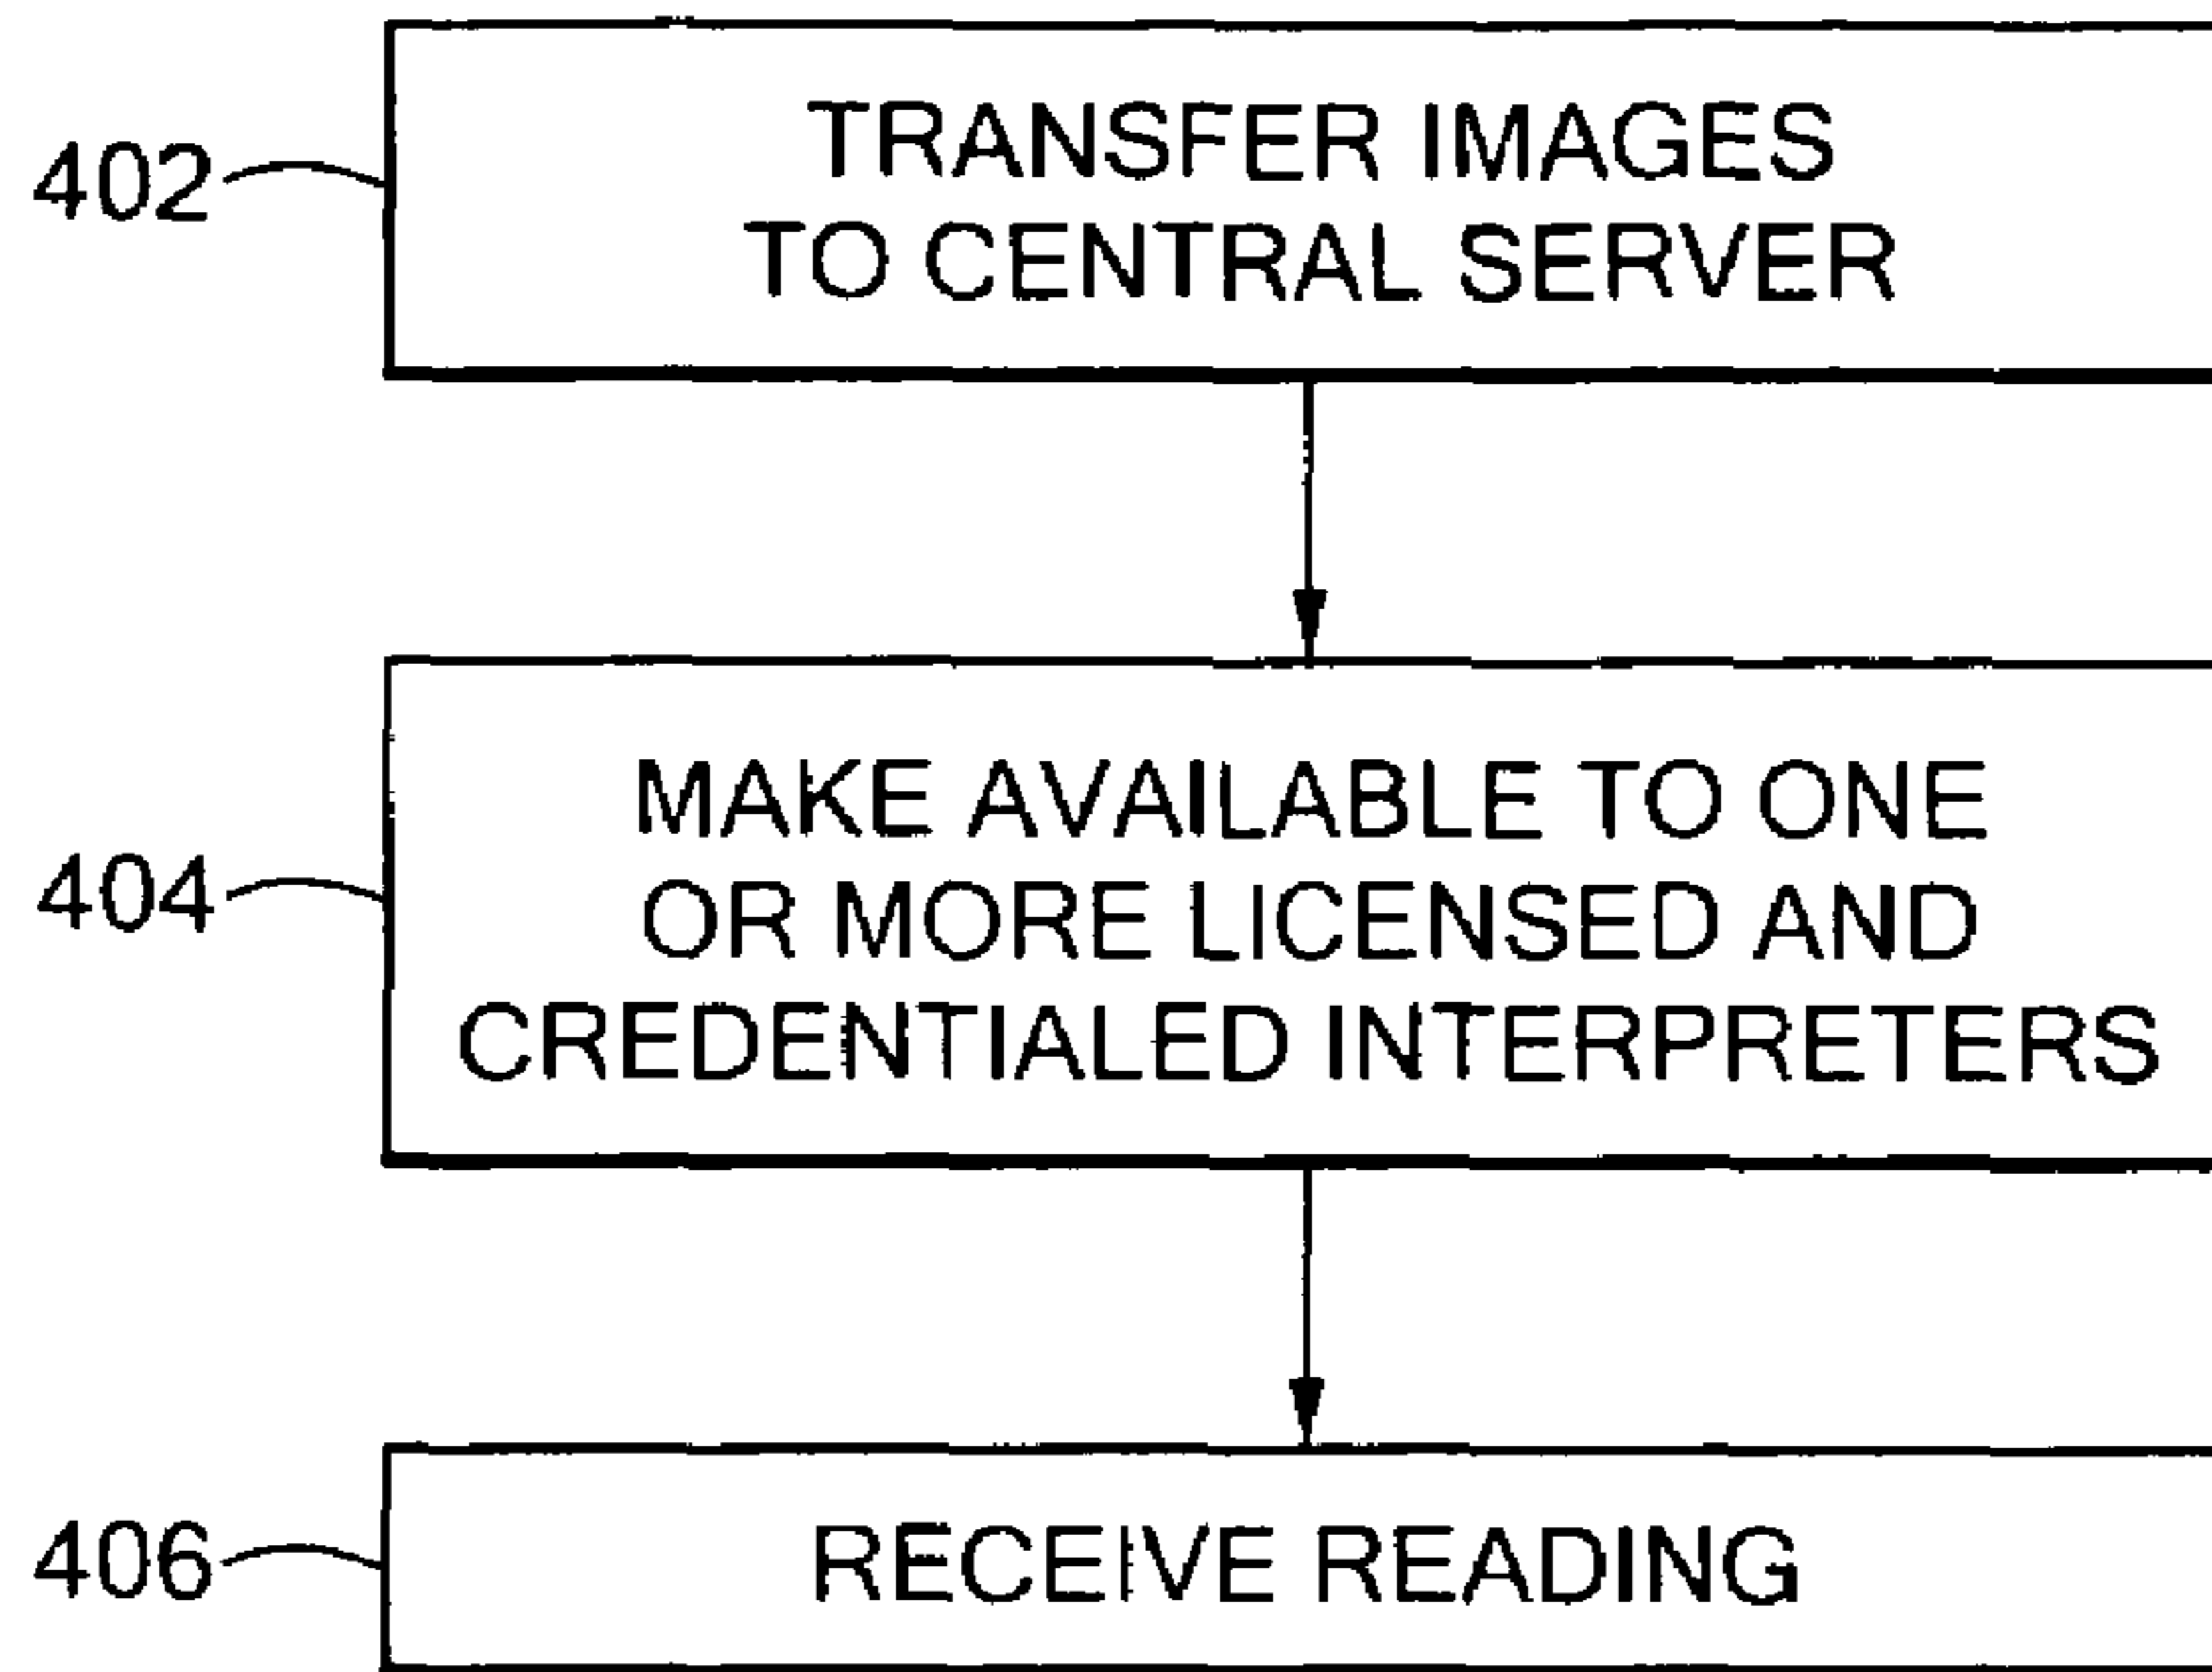 402
TRANSFER IMAGES
TO CENTRAL SERVER
404
MAKE AVAILABLE TO ONE
OR MORE LICENSED AND
CREDENTIALED INTERPRETERS
406
RECEIVE READING